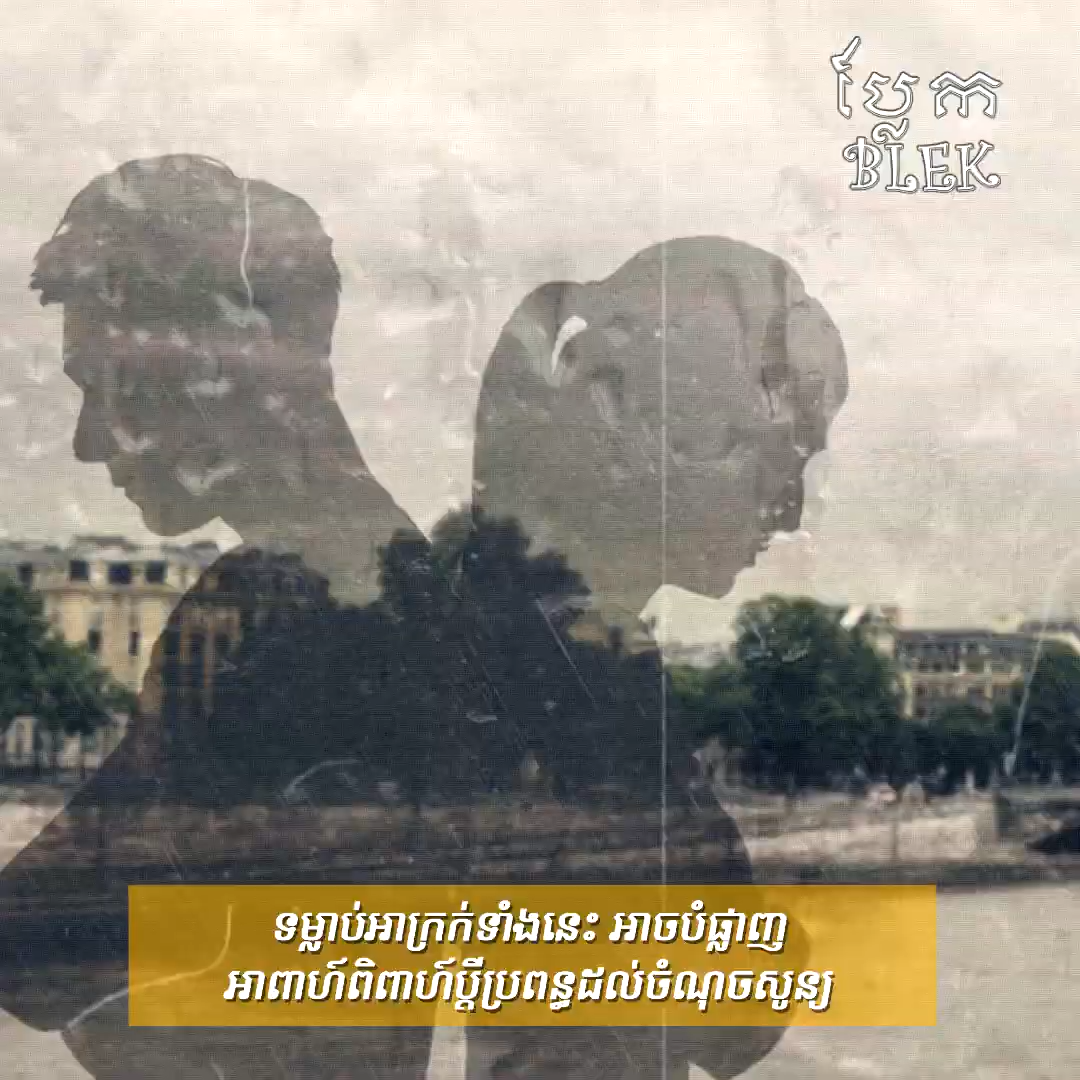 ប្លែក
BLEK
ទម្លាប់អាក្រក់ទាំងនេះ អាចបំផ្លាញ
អាពាហ៍ពិពាហ៍ប្តីប្រពន្ធដល់ចំណុចសូន្យ